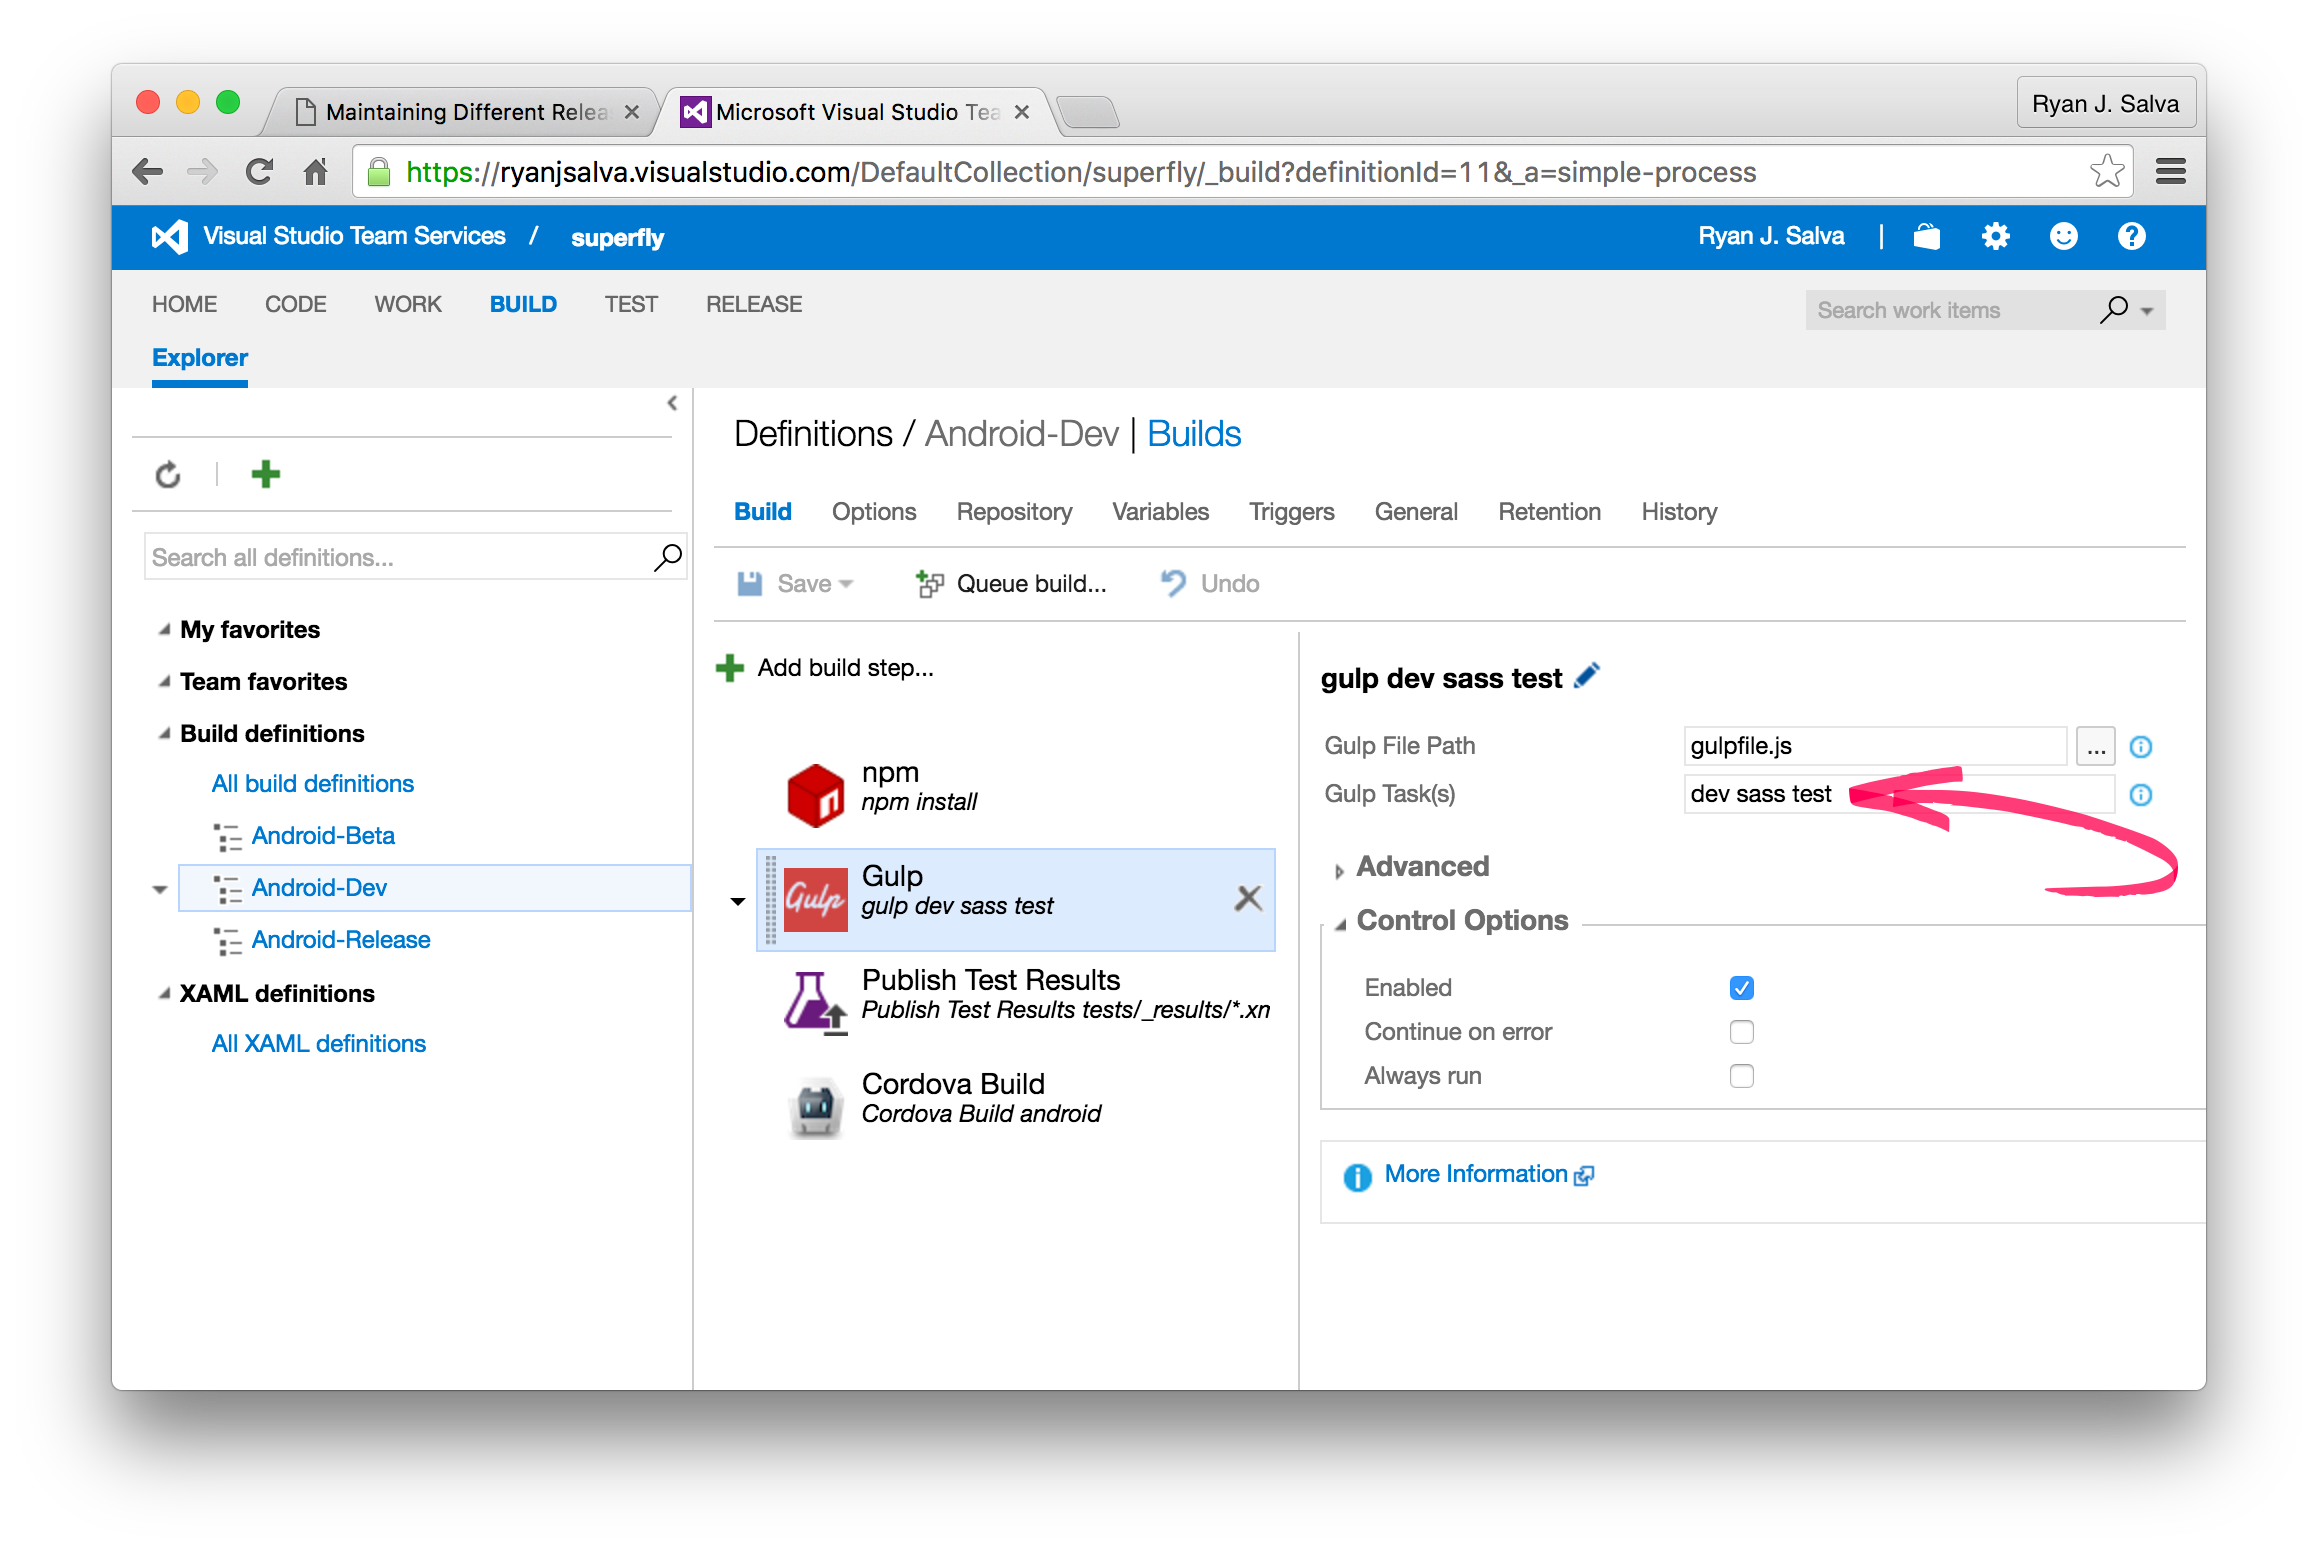 Maintaining Different Relea
Microsoft Visual Studio Tea
Ryan J. Salva
https://ryanjsalva.visualstudio.com/DefaultCollection/superfly/_build?definitionId=11&_a=simple-process
Visual Studio Team Services / superfly
Ryan J. Salva |
HOME CODE WORK BUILD TEST RELEASE
Search work items
Explorer
Definitions / Android-Dev | Builds
Build Options Repository Variables Triggers General Retention History
Search all definitions...
Save Queue build... Undo
My favorites
Team favorites
Build definitions
All build definitions
Android-Beta
Android-Dev
Android-Release
XAML definitions
All XAML definitions
Add build step...
npm
npm install
Gulp
Gulp
gulp dev sass test
Publish Test Results
Publish Test Results tests/_results/*.xn
Cordova Build
Cordova Build android
gulp dev sass test
Gulp File Path gulpfile.js ...
Gulp Task(s) dev sass test
Advanced
Control Options
Enabled
Continue on error
Always run
More Information